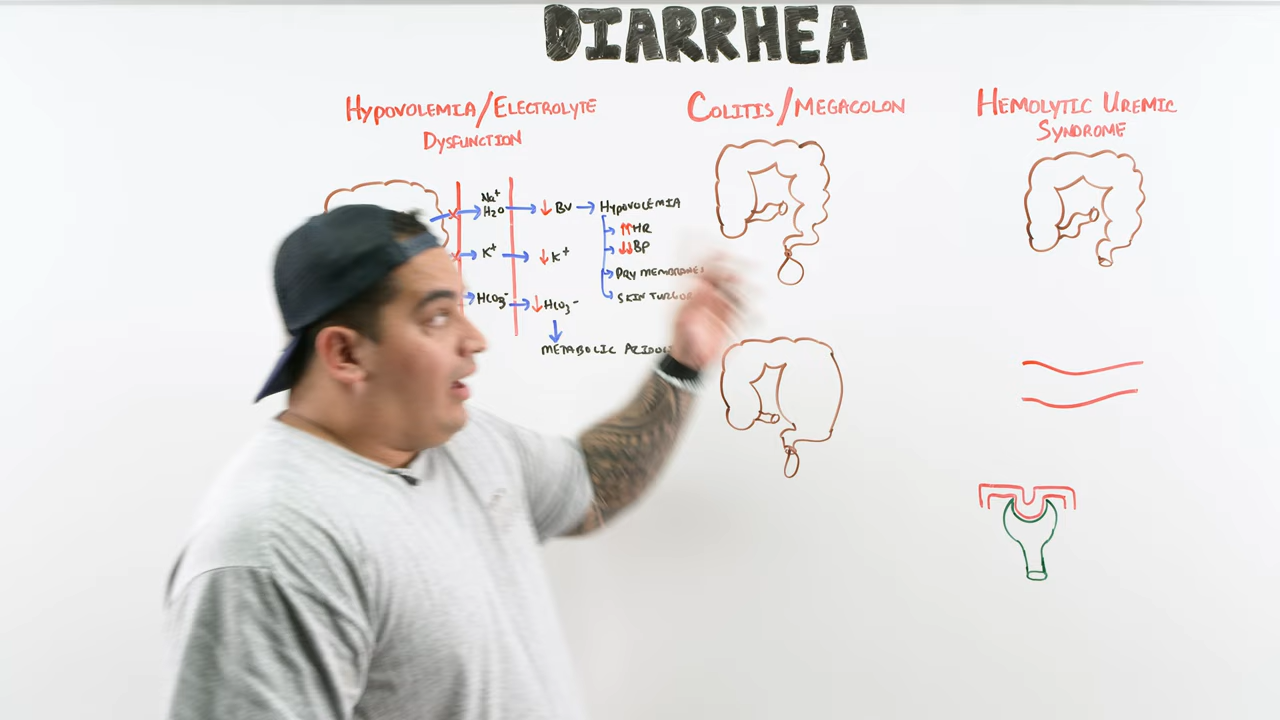 DIARRHEA
HYPOVOLEMIA/ELECTROLYTE
DYSFUNCTION
Na+
H2O
↓ BV → HYPOVOLEMIA
↑↑ HR
↓↓ BP
DRY MEMBRANES
SKIN TURGOR
K+
↓ K+
HCO3-
↓ HCO3-
METABOLIC
COLITIS/MEGACOLON
HEMOLYTIC UREMIC
SYNDROME